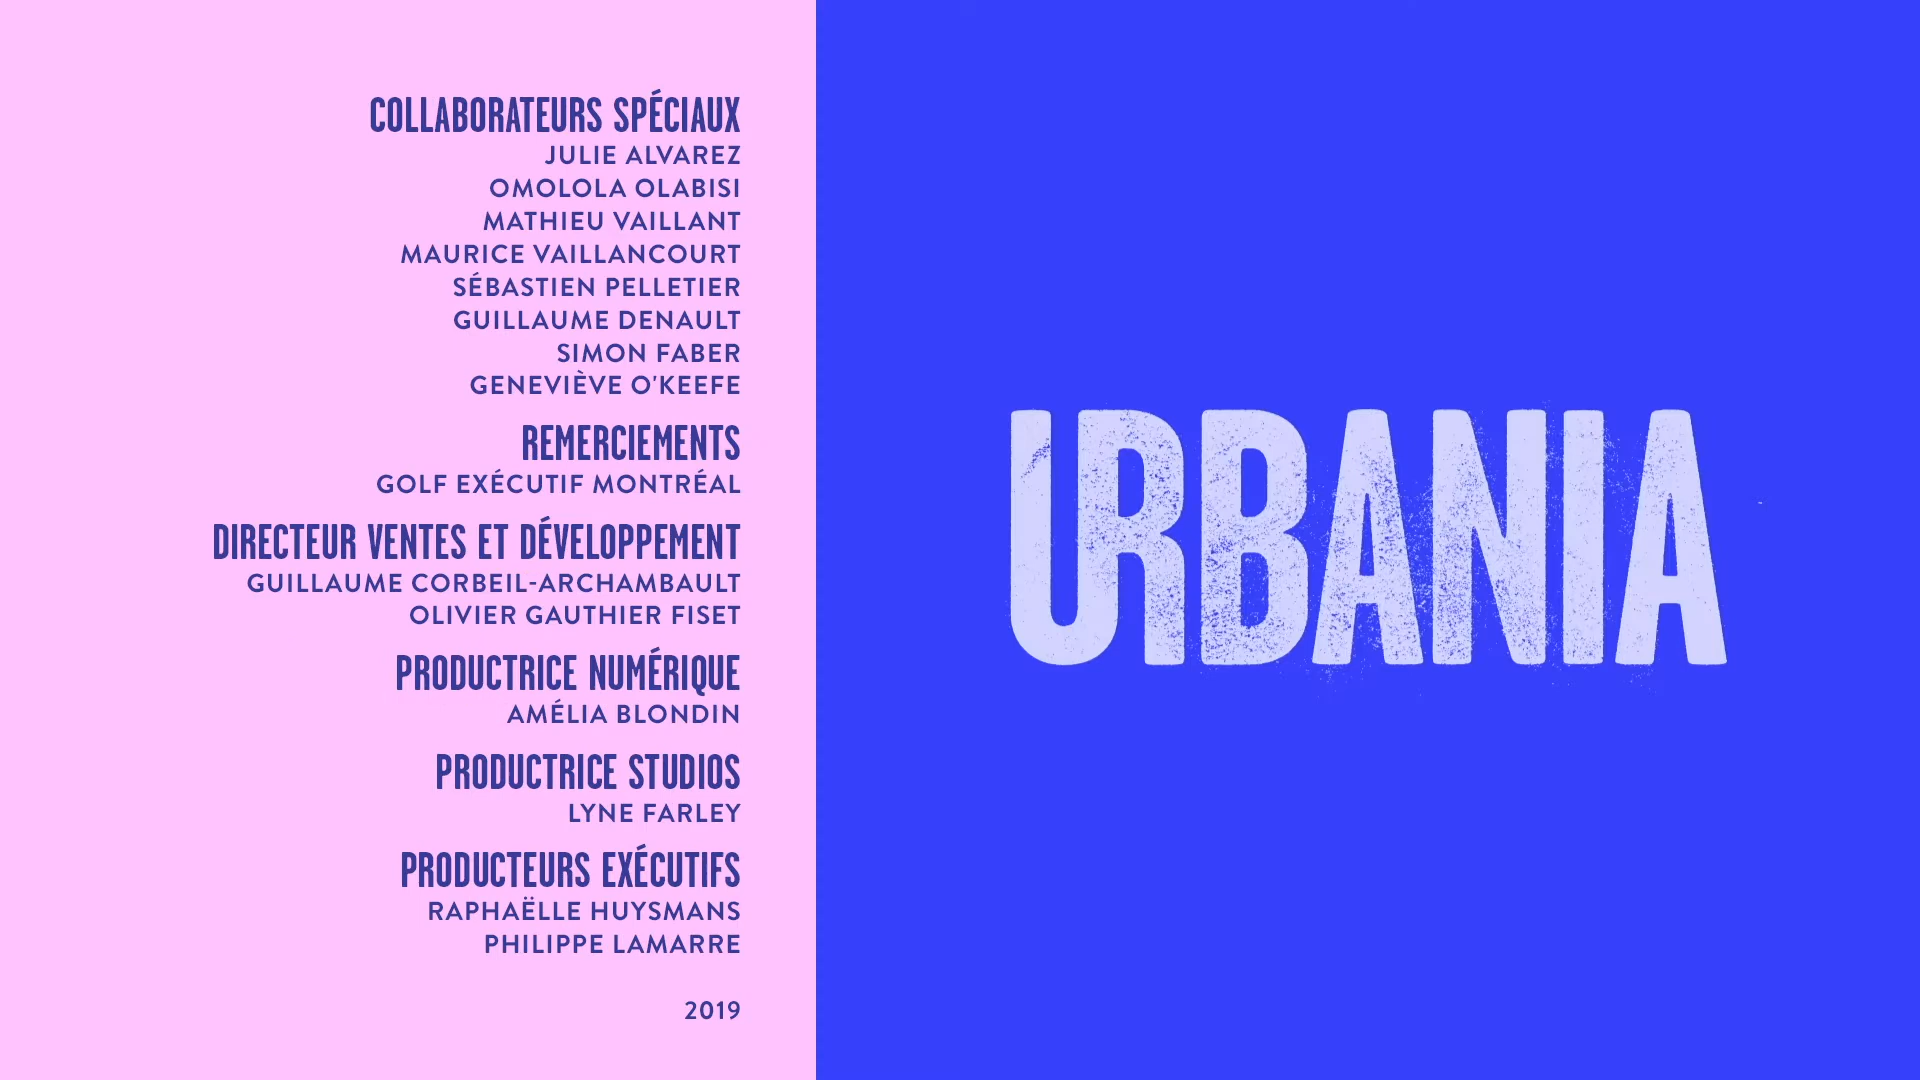 COLLABORATEURS SPÉCIAUX
JULIE ALVAREZ
OMOLOLA OLABISI
MATHIEU VAILLANT
MAURICE VAILLANCOURT
SÉBASTIEN PELLETIER
GUILLAUME DENAULT
SIMON FABER
GENEVIÈVE O'KEEFE
REMERCIEMENTS
GOLF EXÉCUTIF MONTRÉAL
DIRECTEUR VENTES ET DÉVELOPPEMENT
GUILLAUME CORBEIL-ARCHAMBAULT
OLIVIER GAUTHIER FISET
PRODUCTRICE NUMÉRIQUE
AMÉLIA BLONDIN
PRODUCTRICE STUDIOS
LYNE FARLEY
PRODUCTEURS EXÉCUTIFS
RAPHAËLLE HUYSMANS
PHILIPPE LAMARRE
2019
URBANIA